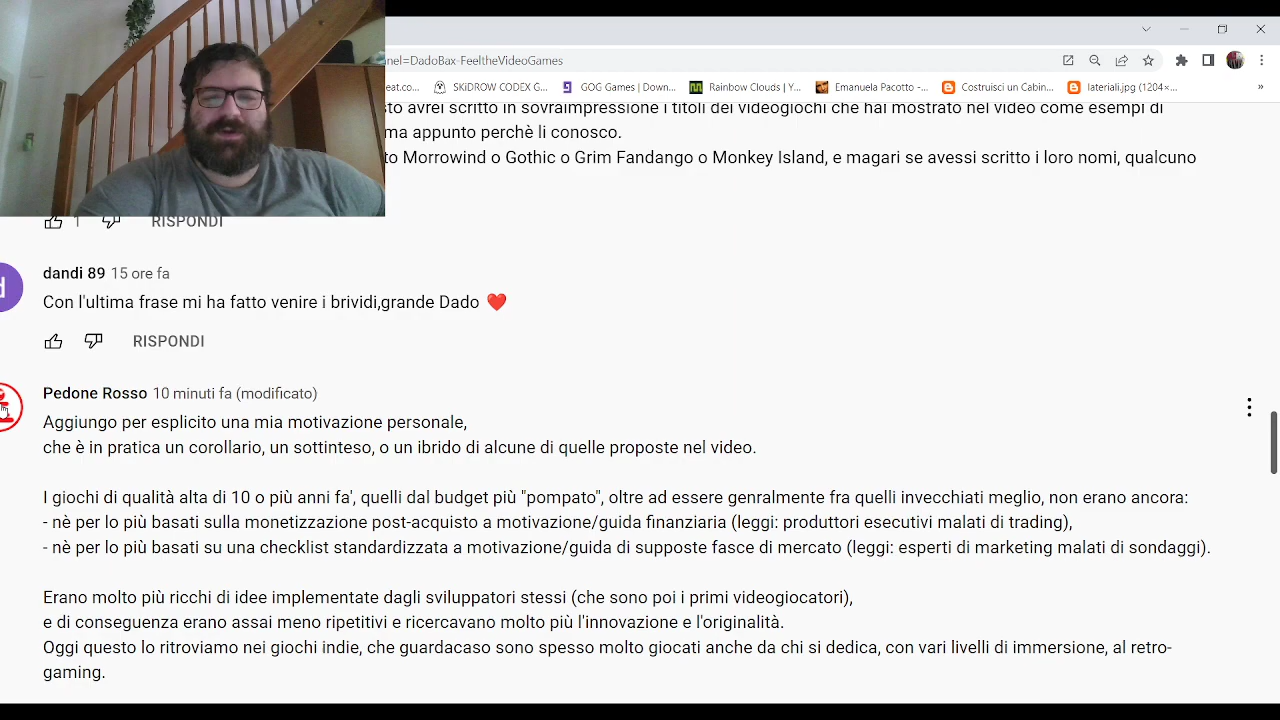 nel=DadoBax-FeeltheVideoGames
eat.co...
SKiDROW CODEX G...
GOG Games | Down...
Rainbow Clouds | Y...
Emanuela Pacotto -...
Costruisci un Cabin...
lateriali.jpg (1204×...
»
to avrei scritto in sovraimpressione i titoli dei videogiochi che hai mostrato nel video come esempi di
ma appunto perchè li conosco.
to Morrowind o Gothic o Grim Fandango o Monkey Island, e magari se avessi scritto i loro nomi, qualcuno
1 RISPONDI
d
dandi 89 15 ore fa
Con l'ultima frase mi ha fatto venire i brividi,grande Dado ❤️
RISPONDI
Pedone Rosso 10 minuti fa (modificato)
Aggiungo per esplicito una mia motivazione personale,
che è in pratica un corollario, un sottinteso, o un ibrido di alcune di quelle proposte nel video.
I giochi di qualità alta di 10 o più anni fa', quelli dal budget più "pompato", oltre ad essere genralmente fra quelli invecchiati meglio, non erano ancora:
- nè per lo più basati sulla monetizzazione post-acquisto a motivazione/guida finanziaria (leggi: produttori esecutivi malati di trading),
- nè per lo più basati su una checklist standardizzata a motivazione/guida di supposte fasce di mercato (leggi: esperti di marketing malati di sondaggi).
Erano molto più ricchi di idee implementate dagli sviluppatori stessi (che sono poi i primi videogiocatori),
e di conseguenza erano assai meno ripetitivi e ricercavano molto più l'innovazione e l'originalità.
Oggi questo lo ritroviamo nei giochi indie, che guardacaso sono spesso molto giocati anche da chi si dedica, con vari livelli di immersione, al retro-
gaming.